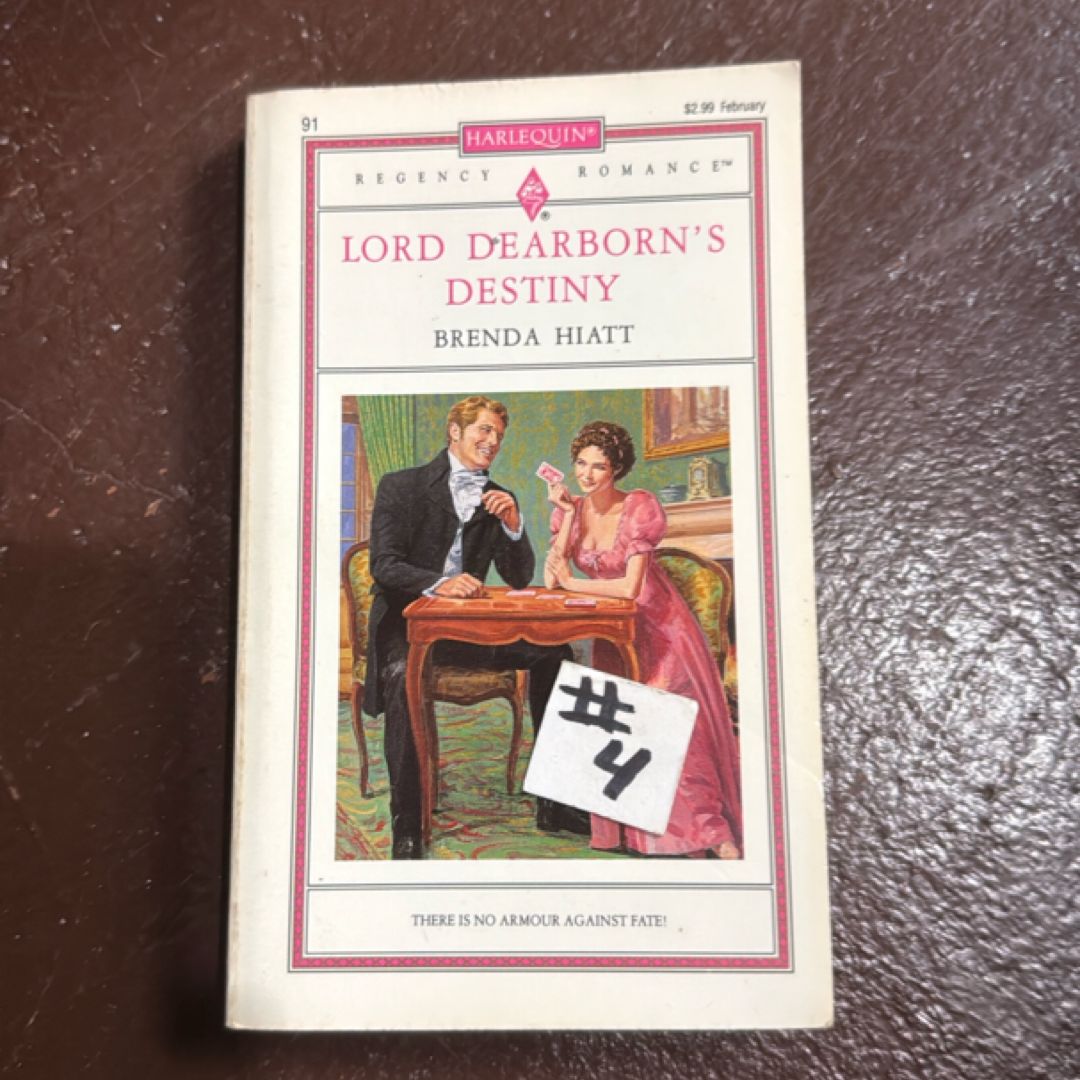 91
$2.99 February
HARLEQUIN®
REGENCY ROMANCE™
®
LORD DEARBORN'S
DESTINY
BRENDA HIATT
#
4
THERE IS NO ARMOUR AGAINST FATE!